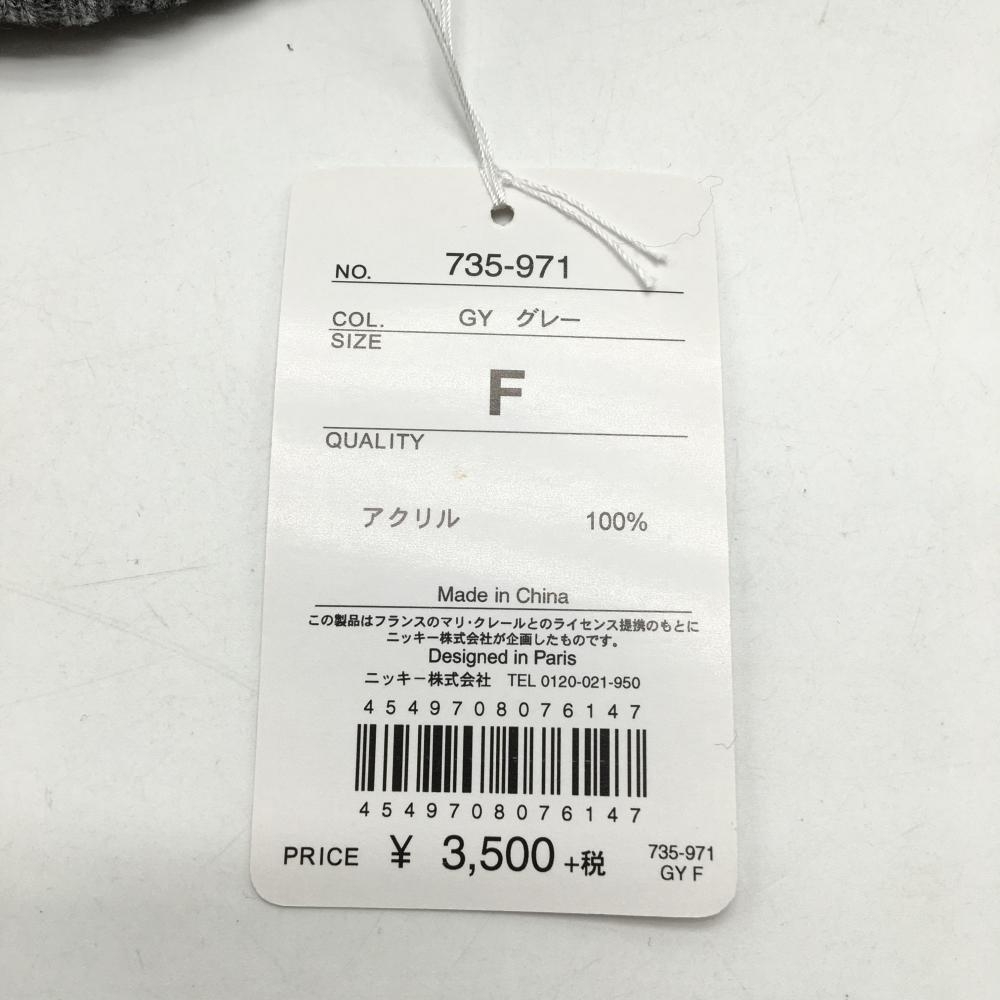 NO. 735-971
COL. GY グレー
SIZE
F
QUALITY
アクリル 100%
Made in China
この製品はフランスのマリ・クレールとのライセンス提携のもとに
ニッキー株式会社が企画したものです。
Designed in Paris
ニッキー株式会社 TEL 0120-021-950
4549708076147
4549708076147
PRICE ¥ 3,500 +税
735-971
GY F